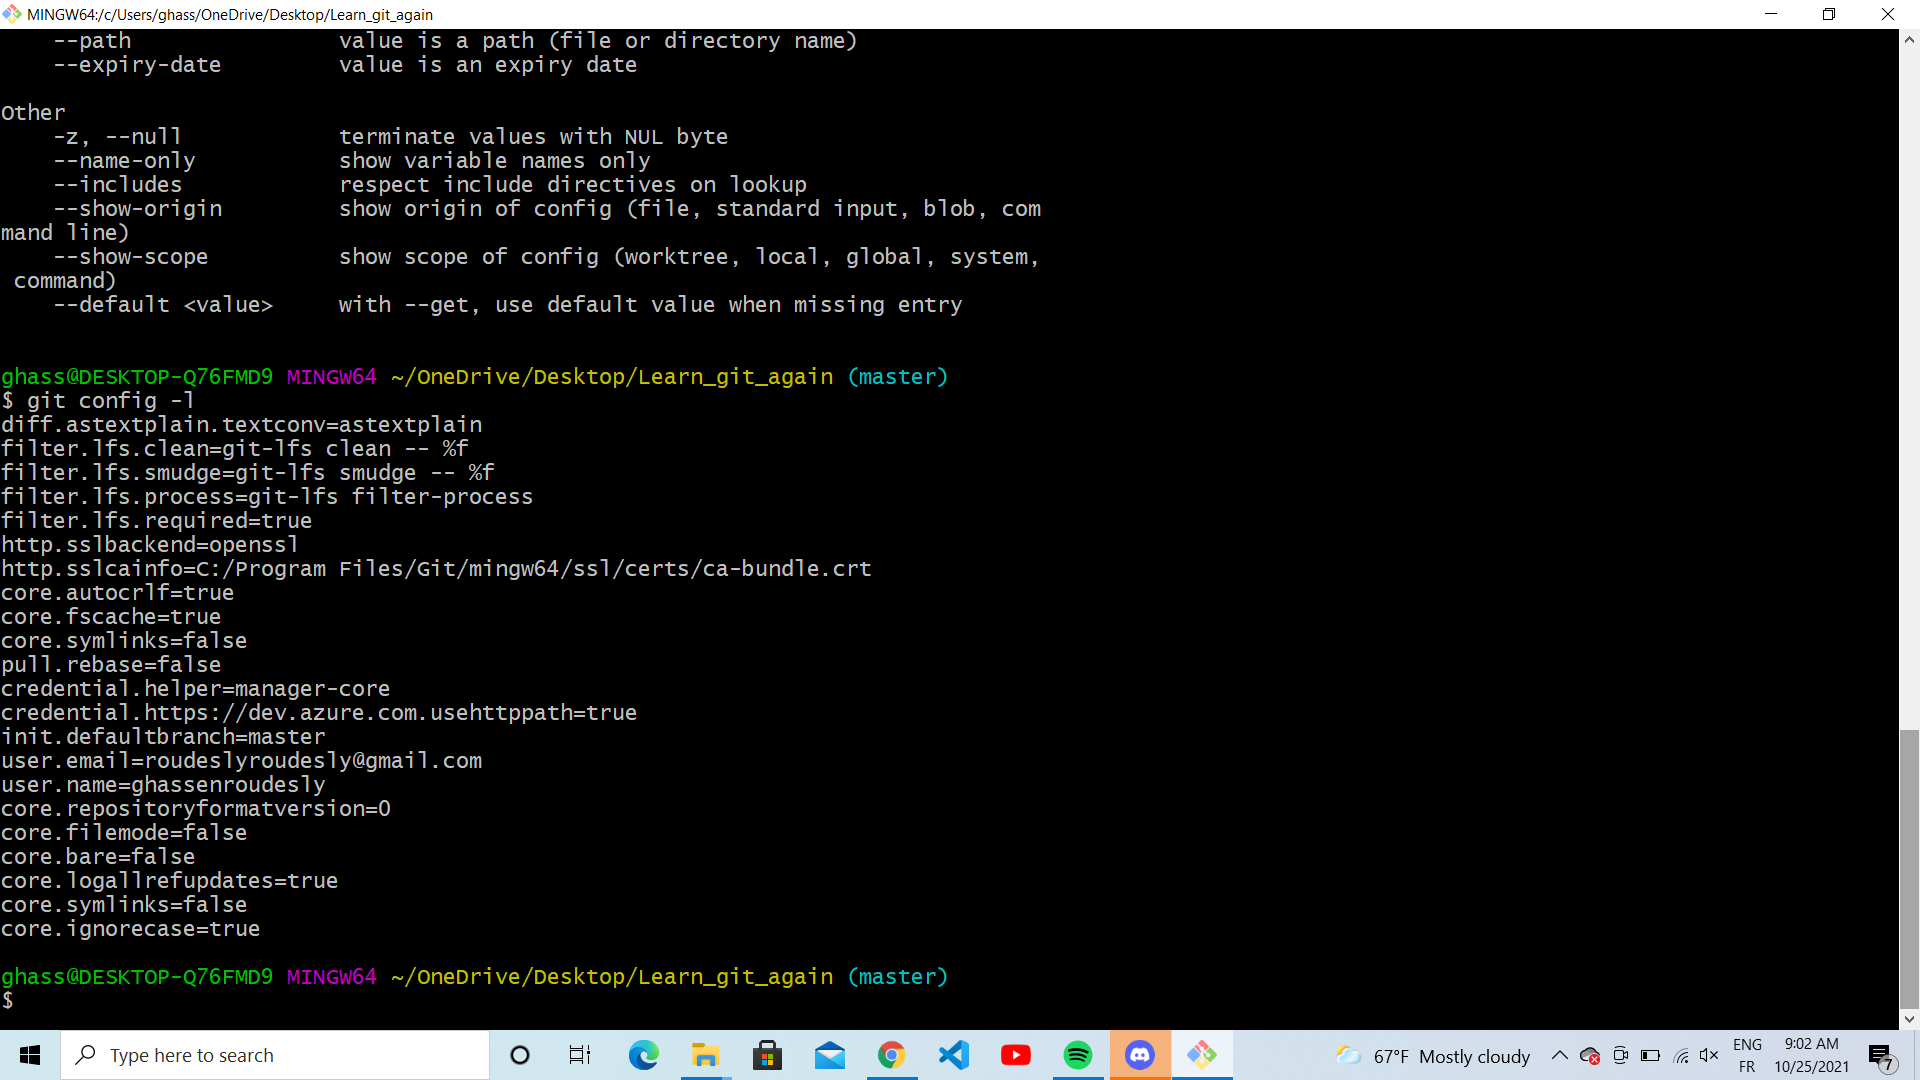 MINGW64:/c/Users/ghass/OneDrive/Desktop/Learn_git_again
--path                value is a path (file or directory name)
--expiry-date         value is an expiry date
Other
-z, --null            terminate values with NUL byte
--name-only           show variable names only
--includes            respect include directives on lookup
--show-origin         show origin of config (file, standard input, blob, com
mand line)
--show-scope          show scope of config (worktree, local, global, system,
command)
--default <value>     with --get, use default value when missing entry
ghass@DESKTOP-Q76FMD9 MINGW64 ~/OneDrive/Desktop/Learn_git_again (master)
$ git config -l
diff.astextplain.textconv=astextplain
filter.lfs.clean=git-lfs clean -- %f
filter.lfs.smudge=git-lfs smudge -- %f
filter.lfs.process=git-lfs filter-process
filter.lfs.required=true
http.sslbackend=openssl
http.sslcainfo=C:/Program Files/Git/mingw64/ssl/certs/ca-bundle.crt
core.autocrlf=true
core.fscache=true
core.symlinks=false
pull.rebase=false
credential.helper=manager-core
credential.https://dev.azure.com.usehttppath=true
init.defaultbranch=master
user.email=roudeslyroudesly@gmail.com
user.name=ghassenroudesly
core.repositoryformatversion=0
core.filemode=false
core.bare=false
core.logallrefupdates=true
core.symlinks=false
core.ignorecase=true
ghass@DESKTOP-Q76FMD9 MINGW64 ~/OneDrive/Desktop/Learn_git_again (master)
$
Type here to search
67°F Mostly cloudy
ENG
FR
9:02 AM
10/25/2021
7